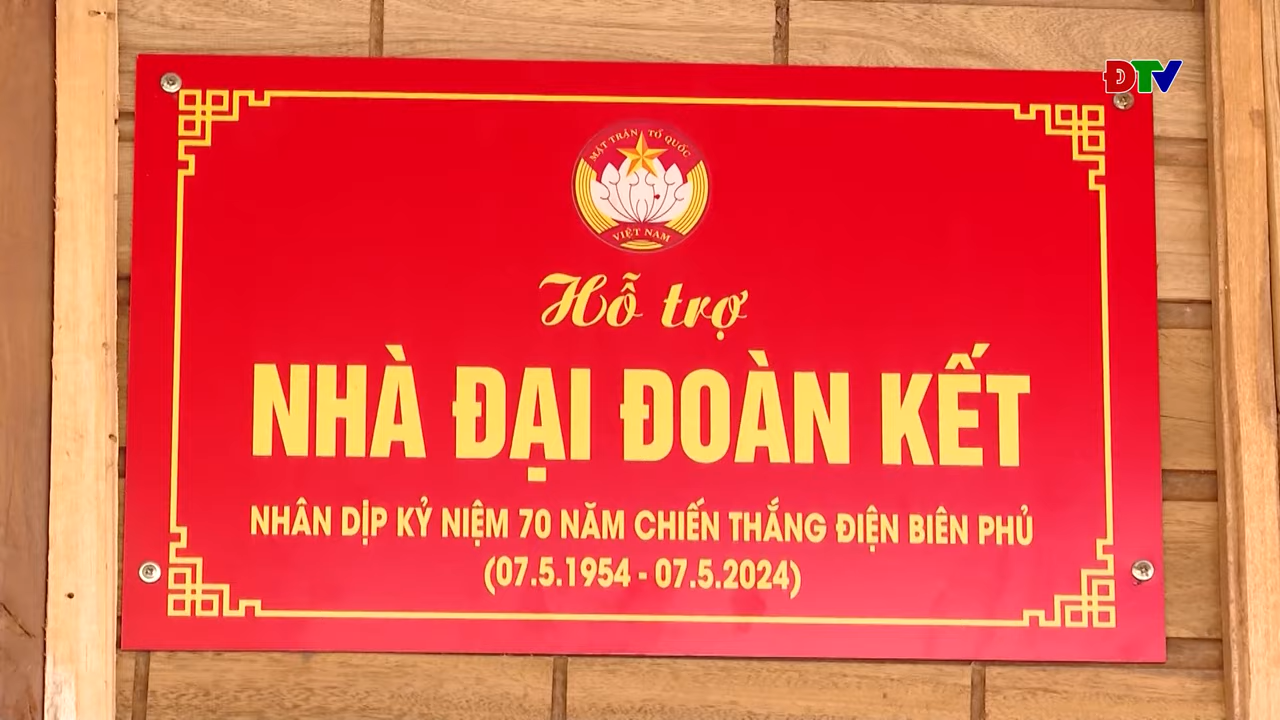 ĐTV
MẶT TRẬN TỔ QUỐC
VIỆT NAM
Hỗ trợ
NHÀ ĐẠI ĐOÀN KẾT
NHÂN DỊP KỶ NIỆM 70 NĂM CHIẾN THẮNG ĐIỆN BIÊN PHỦ
(07.5.1954 - 07.5.2024)